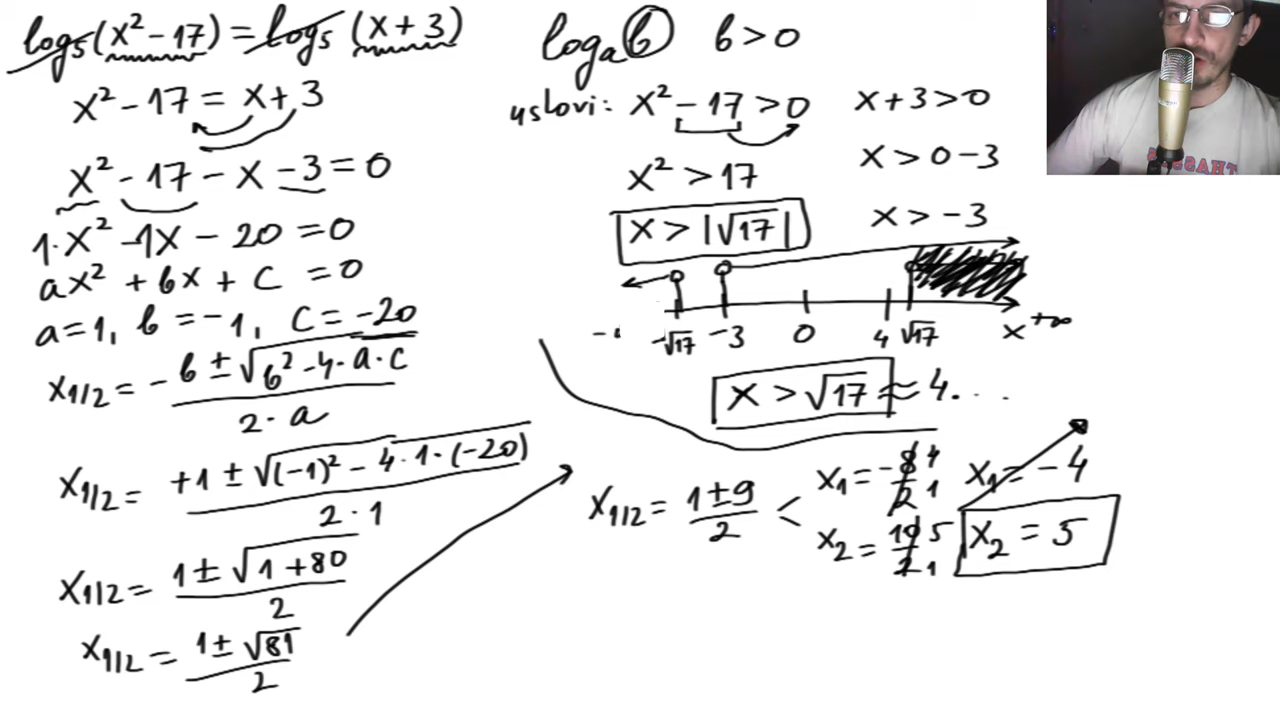 log₅(x² - 17) = log₅(x + 3)
x² - 17 = x + 3
x² - 17 - x - 3 = 0
1·x² - 1x - 20 = 0
ax² + bx + c = 0
a = 1, b = -1, c = -20
x₁/₂ = (-b ± √(b² - 4·a·c)) / (2·a)
x₁/₂ = (+1 ± √((-1)² - 4·1·(-20))) / (2·1)
x₁/₂ = (1 ± √(1 + 80)) / 2
x₁/₂ = (1 ± √81) / 2
logₐb b > 0
uslovi: x² - 17 > 0 x + 3 > 0
x² > 17 x > 0 - 3
x > |√17| x > -3
-√17 -3 0 4 √17 x +∞
x > √17 ≈ 4. . . .
x₁/₂ = (1 ± 9) / 2 <
x₁ = -8/2 4 1 x₁ = -4
x₂ = 10/2 5 1 x₂ = 5